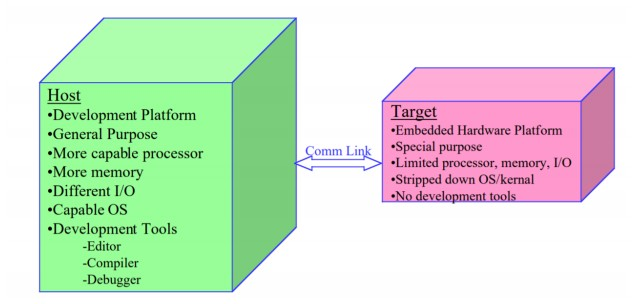 Host
•Development Platform
•General Purpose
•More capable processor
•More memory
•Different I/O
•Capable OS
•Development Tools
-Editor
-Compiler
-Debugger
Comm Link
Target
•Embedded Hardware Platform
•Special purpose
•Limited processor, memory, I/O
•Stripped down OS/kernal
•No development tools